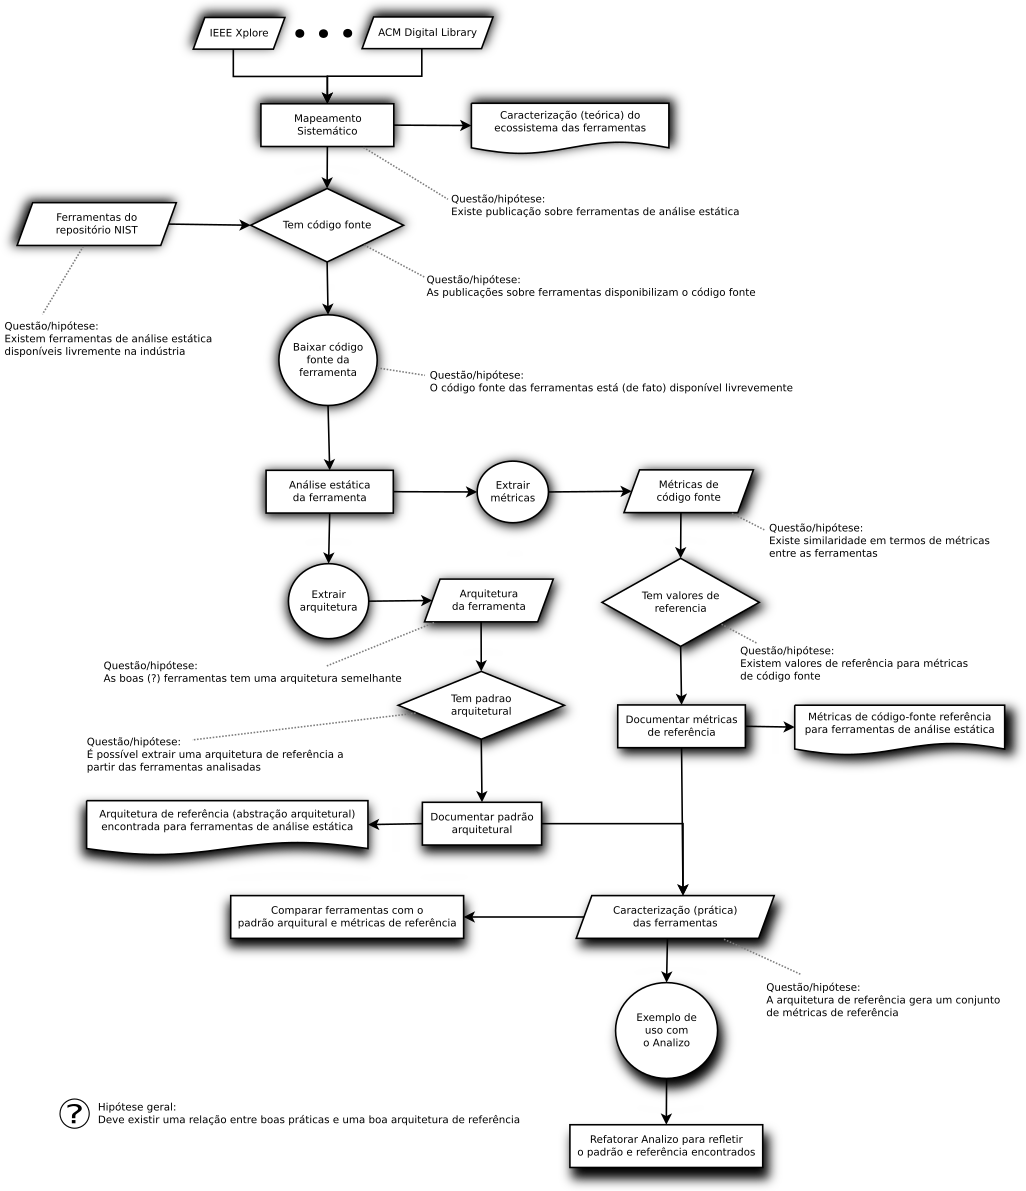 IEEE Xplore
ACM Digital Library
Mapeamento
Sistemático
Caracterização (teórica) do
ecossistema das ferramentas
Questão/hipótese:
Existe publicação sobre ferramentas de análise estática
Ferramentas do
repositório NIST
Tem código fonte
Questão/hipótese:
As publicações sobre ferramentas disponibilizam o código fonte
Questão/hipótese:
Existem ferramentas de análise estática
disponíveis livremente na indústria
Baixar código
fonte da
ferramenta
Questão/hipótese:
O código fonte das ferramentas está (de fato) disponível livrevemente
Análise estática
da ferramenta
Extrair
métricas
Métricas de
código fonte
Questão/hipótese:
Existe similaridade em termos de métricas
entre as ferramentas
Extrair
arquitetura
Arquitetura
da ferramenta
Tem valores de
referencia
Questão/hipótese:
As boas (?) ferramentas tem uma arquitetura semelhante
Questão/hipótese:
Existem valores de referência para métricas
de código fonte
Tem padrao
arquitetural
Questão/hipótese:
É possível extrair uma arquitetura de referência a
partir das ferramentas analisadas
Documentar métricas
de referência
Métricas de código-fonte referência
para ferramentas de análise estática
Arquitetura de referência (abstração arquitetural)
encontrada para ferramentas de análise estática
Documentar padrão
arquitetural
Comparar ferramentas com o
padrão arquitural e métricas de referência
Caracterização (prática)
das ferramentas
Questão/hipótese:
A arquitetura de referência gera um conjunto
de métricas de referência
Exemplo de
uso com
o Analizo
?
Hipótese geral:
Deve existir uma relação entre boas práticas e uma boa arquitetura de referência
Refatorar Analizo para refletir
o padrão e referência encontrados